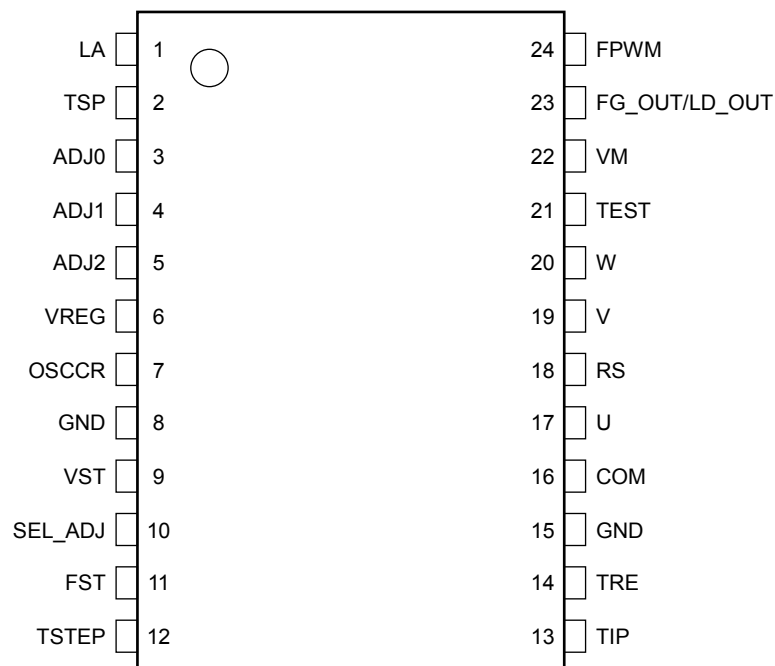 LA 1 24 FPWM
TSP 2 23 FG_OUT/LD_OUT
ADJ0 3 22 VM
ADJ1 4 21 TEST
ADJ2 5 20 W
VREG 6 19 V
OSCCR 7 18 RS
GND 8 17 U
VST 9 16 COM
SEL_ADJ 10 15 GND
FST 11 14 TRE
TSTEP 12 13 TIP